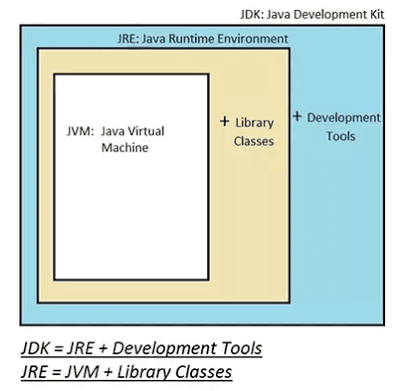 JDK: Java Development Kit
JRE: Java Runtime Environment
JVM: Java Virtual
Machine
+ Library
Classes
+ Development
Tools
JDK = JRE + Development Tools
JRE = JVM + Library Classes